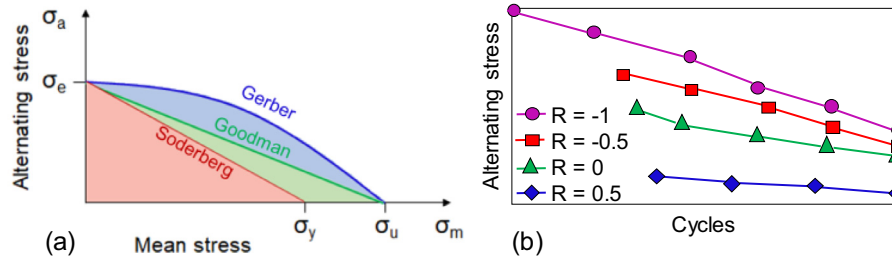 σₐ
Alternating stress
σₑ
Gerber
Goodman
Soderberg
(a)
Mean stress
σᵧ
σᵤ
σₘ
Alternating stress
R = -1
R = -0.5
R = 0
R = 0.5
(b)
Cycles